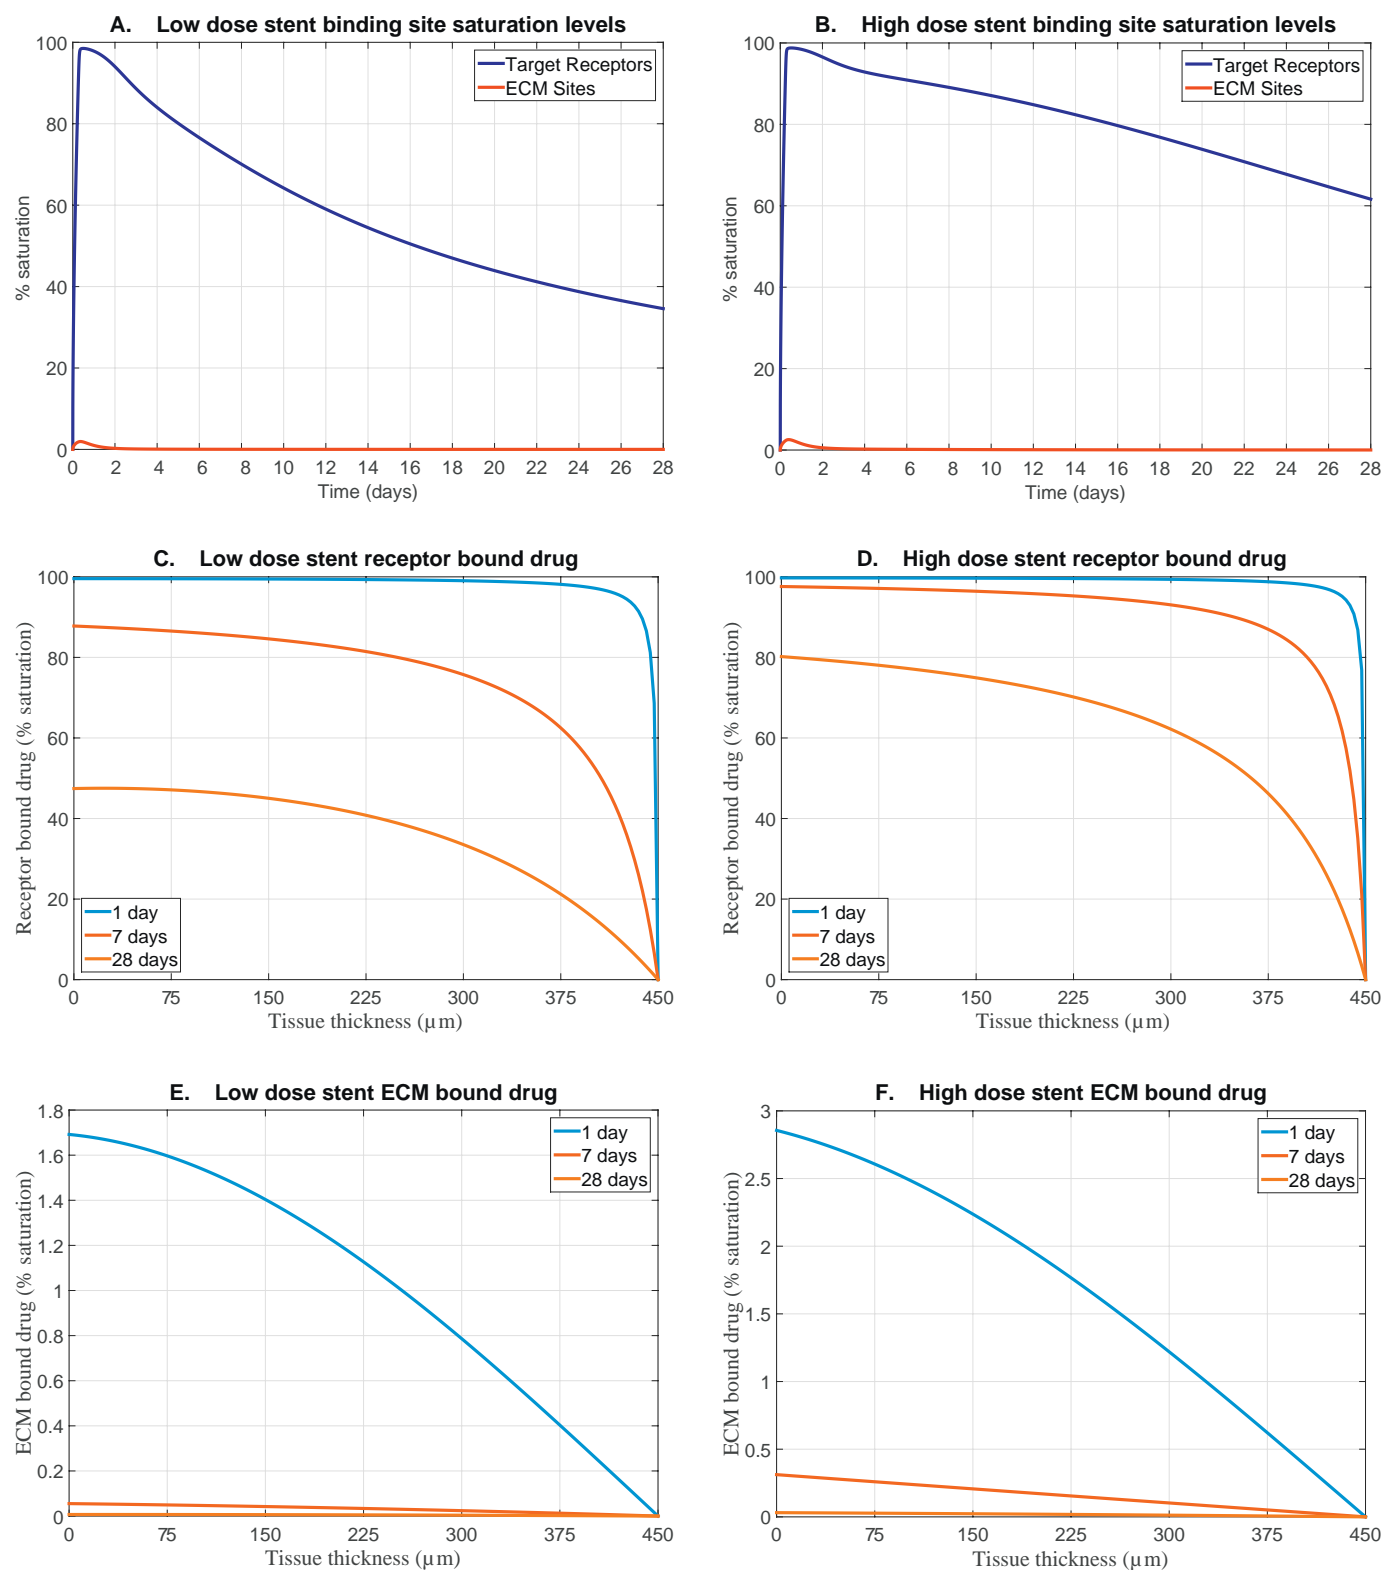 A. Low dose stent binding site saturation levels
100
80
60
40
20
0
% saturation
Target Receptors
ECM Sites
0 2 4 6 8 10 12 14 16 18 20 22 24 26 28
Time (days)
B. High dose stent binding site saturation levels
100
80
60
40
20
0
% saturation
Target Receptors
ECM Sites
0 2 4 6 8 10 12 14 16 18 20 22 24 26 28
Time (days)
C. Low dose stent receptor bound drug
100
80
60
40
20
0
Receptor bound drug (% saturation)
1 day
7 days
28 days
0 75 150 225 300 375 450
Tissue thickness (µm)
D. High dose stent receptor bound drug
100
80
60
40
20
0
Receptor bound drug (% saturation)
1 day
7 days
28 days
0 75 150 225 300 375 450
Tissue thickness (µm)
E. Low dose stent ECM bound drug
1.8
1.6
1.4
1.2
1
0.8
0.6
0.4
0.2
0
ECM bound drug (% saturation)
1 day
7 days
28 days
0 75 150 225 300 375 450
Tissue thickness (µm)
F. High dose stent ECM bound drug
3
2.5
2
1.5
1
0.5
0
ECM bound drug (% saturation)
1 day
7 days
28 days
0 75 150 225 300 375 450
Tissue thickness (µm)